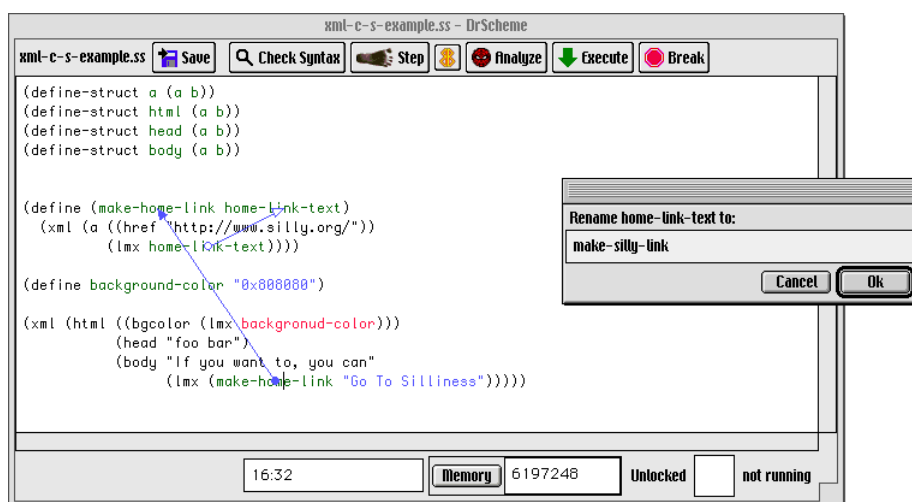 xml-c-s-example.ss - DrScheme
xml-c-s-example.ss Save Check Syntax Step Analyze Execute Break
(define-struct a (a b))
(define-struct html (a b))
(define-struct head (a b))
(define-struct body (a b))
(define (make-home-link home-link-text)
(xml (a ((href "http://www.silly.org/"))
(lmx home-link-text))))
(define background-color "0x808080")
(xml (html ((bgcolor (lmx backgronud-color)))
(head "foo bar")
(body "If you want to, you can"
(lmx (make-home-link "Go To Silliness")))))
Rename home-link-text to:
make-silly-link
Cancel Ok
16:32 Memory 6197248 Unlocked not running